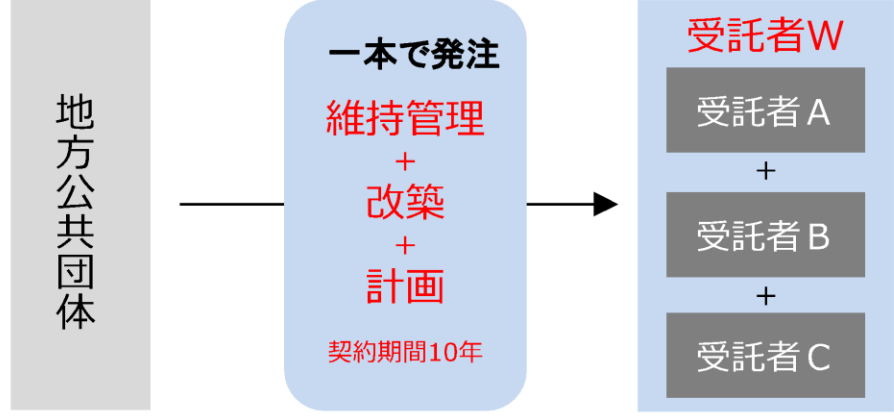 地方公共団体
一本で発注
維持管理
+
改築
+
計画
契約期間10年
受託者W
受託者A
+
受託者B
+
受託者C